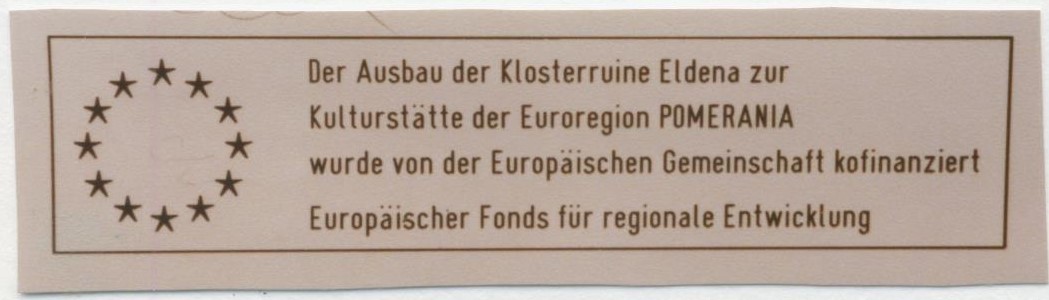 Der Ausbau der Klosterruine Eldena zur
Kulturstätte der Euroregion POMERANIA
wurde von der Europäischen Gemeinschaft kofinanziert
Europäischer Fonds für regionale Entwicklung